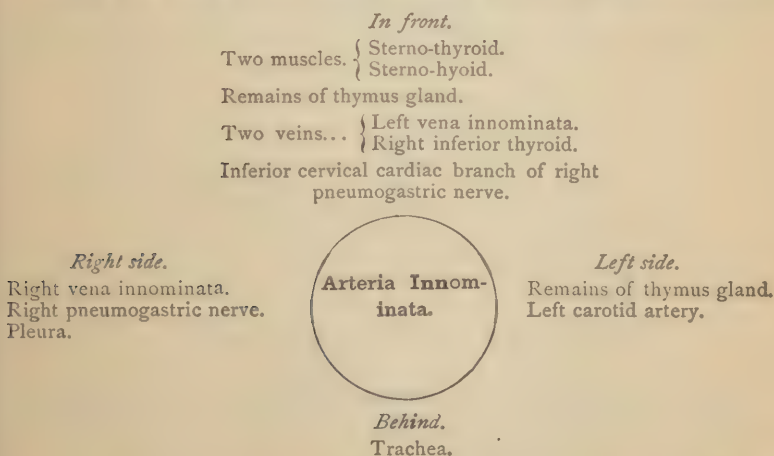 In front.
Two muscles. { Sterno-thyroid.
Sterno-hyoid.
Remains of thymus gland.
Two veins... { Left vena innominata.
Right inferior thyroid.
Inferior cervical cardiac branch of right
pneumogastric nerve.
Right side.
Right vena innominata.
Right pneumogastric nerve.
Pleura.
Arteria Innom-
inata.
Left side.
Remains of thymus gland.
Left carotid artery.
Behind.
Trachea.